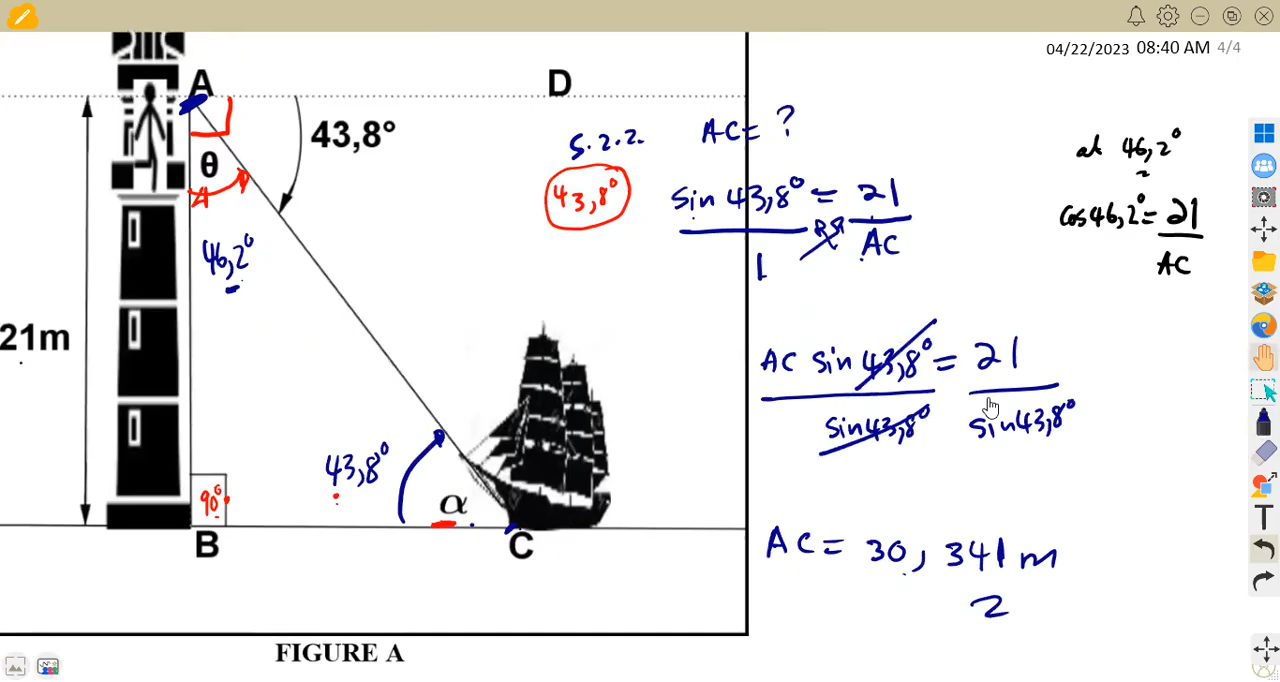 04/22/2023 08:40 AM 4/4
A
D
43,8°
θ
46,2°
21m
90°
B
43,8°
α
C
FIGURE A
5.2.2. AC = ?
43,8°
sin 43,8° = 21
1 AC
AC sin 43,8° = 21
sin 43,8° sin 43,8°
AC = 30,341m
2
at 46,2°
cos 46,2° = 21
AC
T